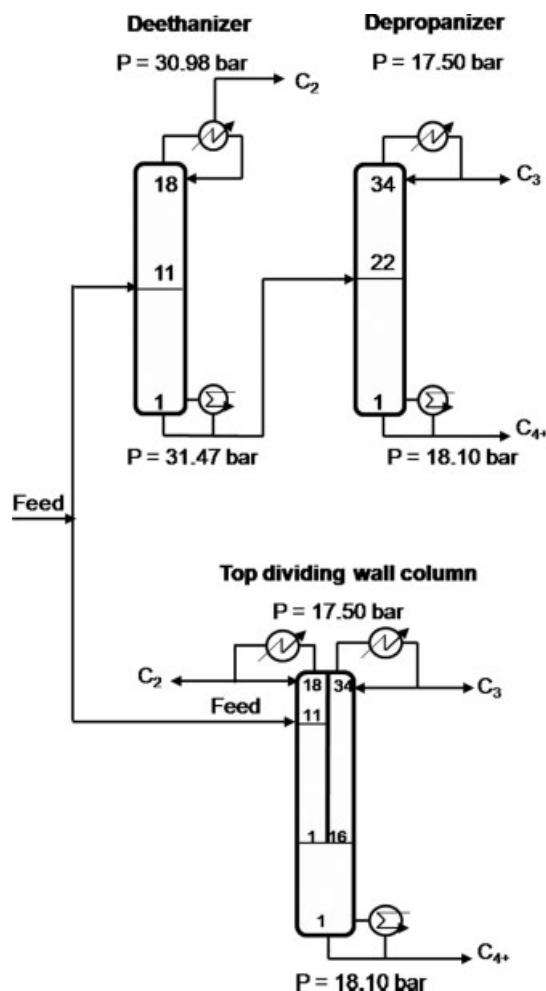 Deethanizer
P = 30.98 bar
C2
18
11
1
P = 31.47 bar
Depropanizer
P = 17.50 bar
34
C3
22
1
C4+
P = 18.10 bar
Feed
Top dividing wall column
P = 17.50 bar
C2
18
34
C3
Feed
11
1
16
1
C4+
P = 18.10 bar